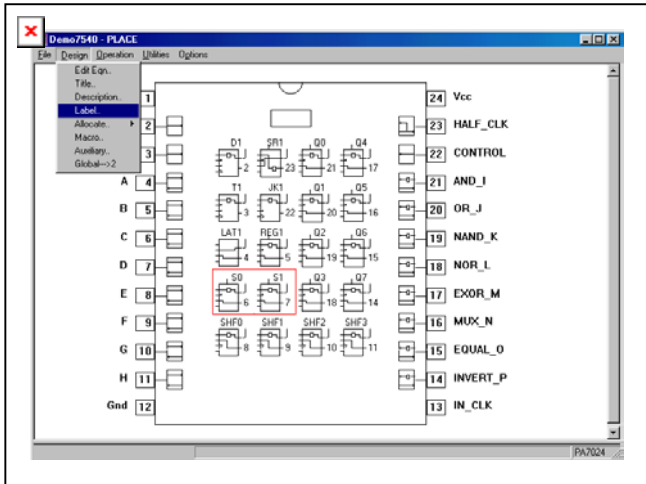 Demo7540 - PLACE
File Design Operation Utilities Options
Edit Eqn..
Title..
Description..
Label..
Allocate..
Macro..
Auxiliary..
Global-->2
1
2
3
A 4
B 5
C 6
D 7
E 8
F 9
G 10
H 11
Gnd 12
D1 SR1 Q0 Q4
2 23 21 17
T1 JK1 Q1 Q5
3 22 20 16
LAT1 REG1 Q2 Q6
4 5 19 15
S0 S1 Q3 Q7
6 7 18 14
SHF0 SHF1 SHF2 SHF3
8 9 10 11
24 Vcc
23 HALF_CLK
22 CONTROL
21 AND_I
20 OR_J
19 NAND_K
18 NOR_L
17 EXOR_M
16 MUX_N
15 EQUAL_O
14 INVERT_P
13 IN_CLK
PA7024